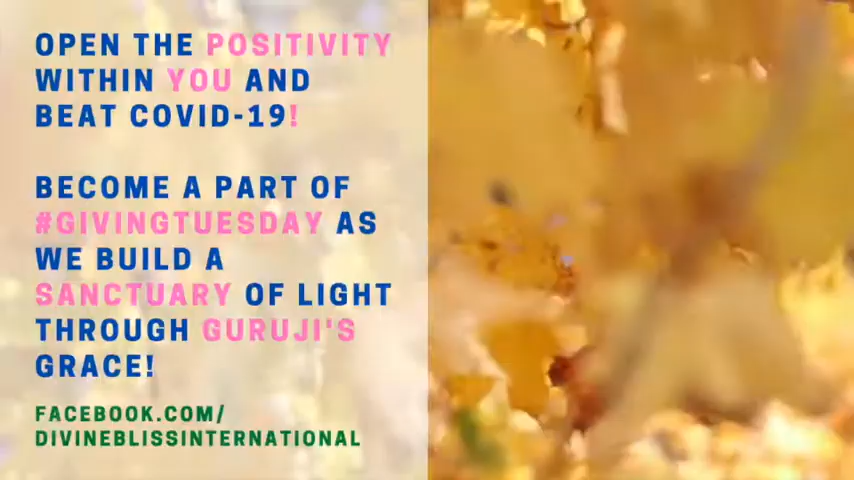 OPEN THE POSITIVITY
WITHIN YOU AND
BEAT COVID-19!
BECOME A PART OF
#GIVINGTUESDAY AS
WE BUILD A
SANCTUARY OF LIGHT
THROUGH GURUJI'S
GRACE!
FACEBOOK.COM/
DIVINEBLISSINTERNATIONAL